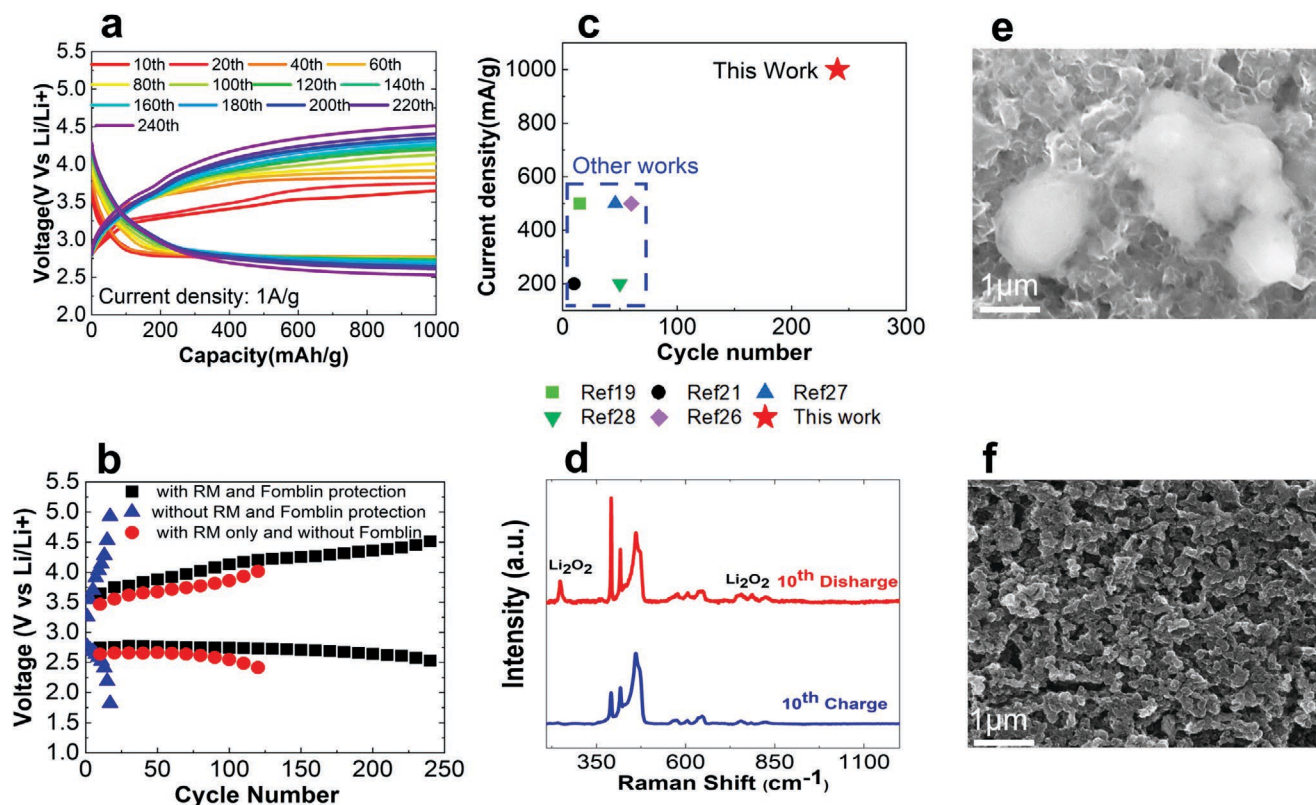 a
5.5
5.0
4.5
4.0
3.5
3.0
2.5
2.0
Voltage(V Vs Li/Li+)
10th 20th 40th 60th
80th 100th 120th 140th
160th 180th 200th 220th
240th
Current density: 1A/g
0 200 400 600 800 1000
Capacity(mAh/g)
c
1000
800
600
400
200
Current density(mA/g)
This Work
Other works
0 100 200 300
Cycle number
Ref19 Ref21 Ref27
Ref28 Ref26 This work
e
1μm
b
5.5
5.0
4.5
4.0
3.5
3.0
2.5
2.0
1.5
1.0
Voltage (V vs Li/Li+)
with RM and Fomblin protection
without RM and Fomblin protection
with RM only and without Fomblin
0 50 100 150 200 250
Cycle Number
d
Intensity (a.u.)
Li₂O₂
Li₂O₂
10th Disharge
10th Charge
350 600 850 1100
Raman Shift (cm⁻¹)
f
1μm